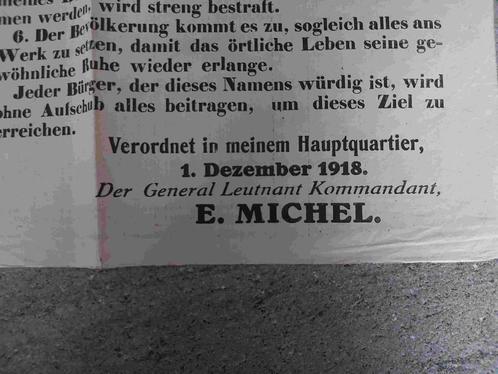 men werden, wird streng bestraft.
6. Der Bevölkerung kommt es zu, sogleich alles ans
Werk zu setzen, damit das örtliche Leben seine ge-
wöhnliche Ruhe wieder erlange.
Jeder Bürger, der dieses Namens würdig ist, wird
ohne Aufschub alles beitragen, um dieses Ziel zu
erreichen.
Verordnet in meinem Hauptquartier,
1. Dezember 1918.
Der General Leutnant Kommandant,
E. MICHEL.